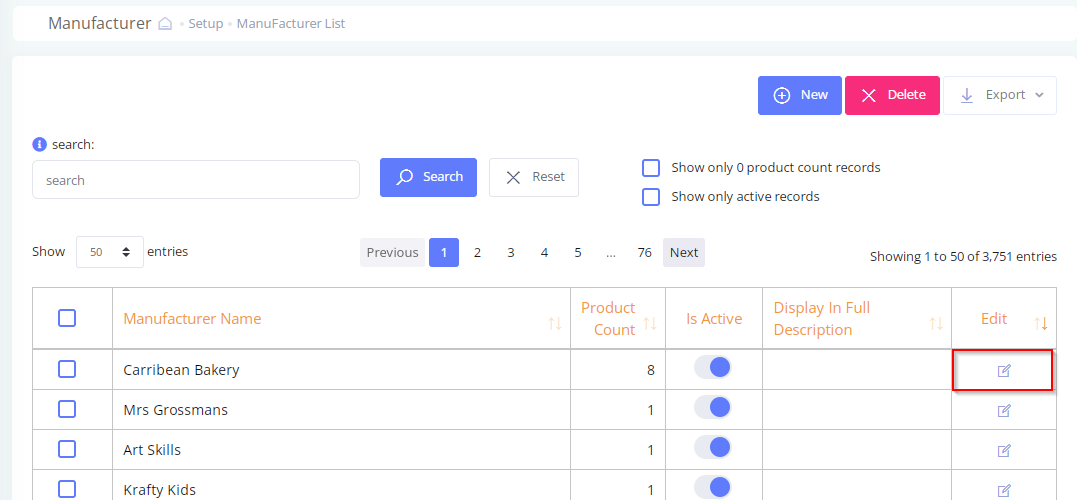 Manufacturer Setup ManuFacturer List
New Delete Export
search:
search Search Reset
Show only 0 product count records
Show only active records
Show 50 entries
Previous 1 2 3 4 5 ... 76 Next
Showing 1 to 50 of 3,751 entries
Manufacturer Name Product Count Is Active Display In Full Description Edit
Carribean Bakery 8
Mrs Grossmans 1
Art Skills 1
Krafty Kids 1